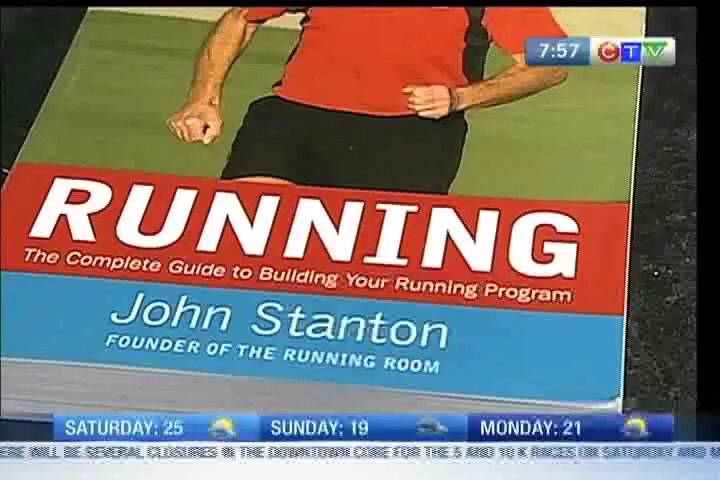 7:57 CTV
RUNNING
The Complete Guide to Building Your Running Program
John Stanton
FOUNDER OF THE RUNNING ROOM
SATURDAY: 25 SUNDAY: 19 MONDAY: 21
WILL BE SEVERAL CLOSURES IN THE DOWNTOWN CORE FOR THE 5 AND 10 K RACES ON SATURDAY AND